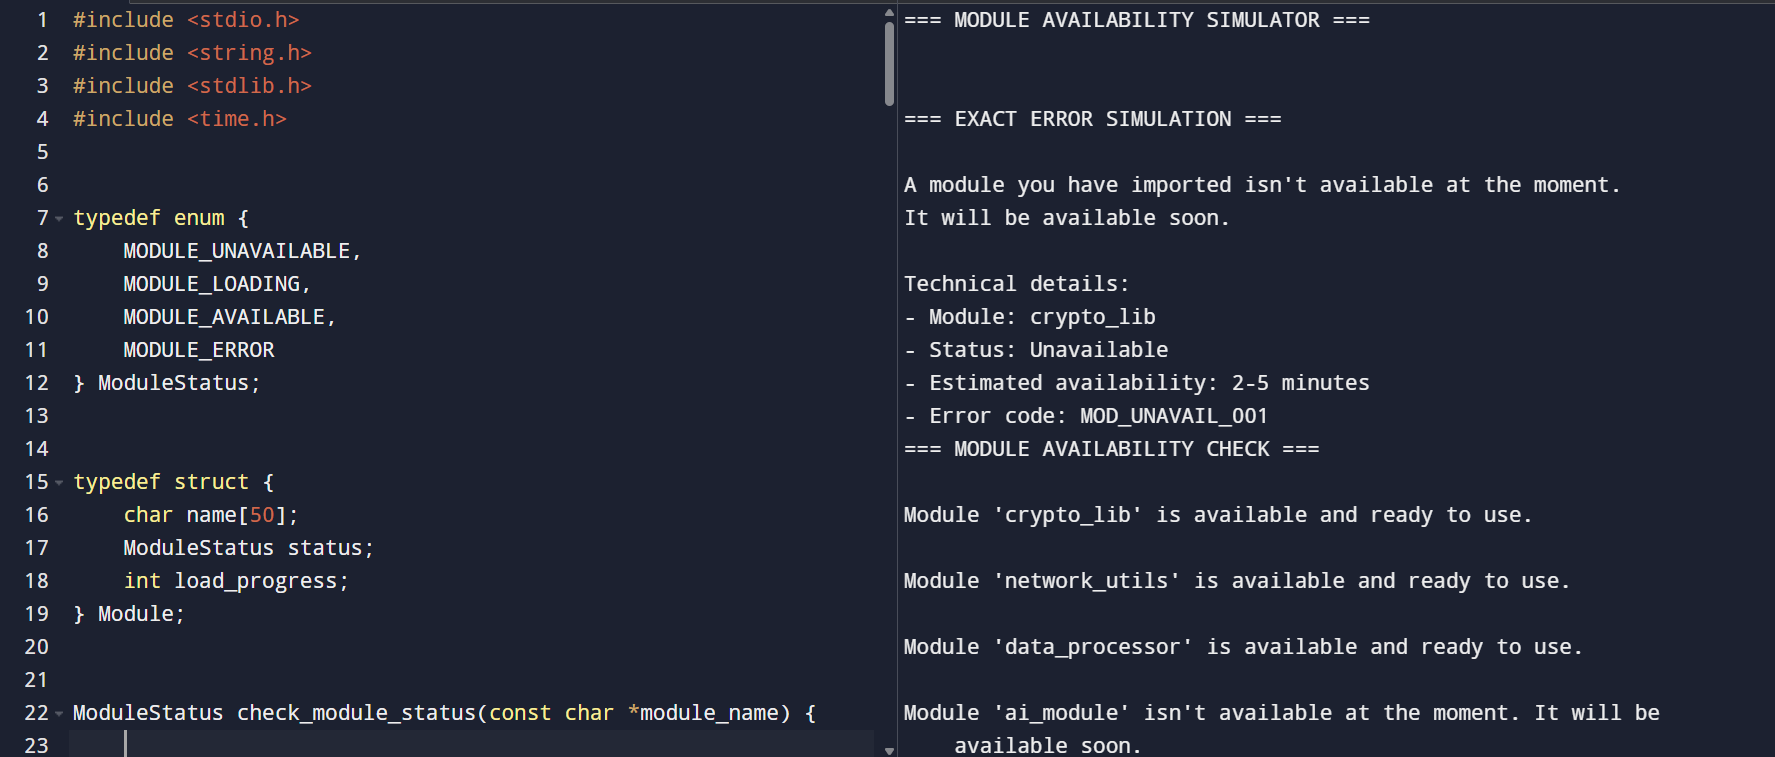 1 #include <stdio.h>
2 #include <string.h>
3 #include <stdlib.h>
4 #include <time.h>
5
6
7 typedef enum {
8     MODULE_UNAVAILABLE,
9     MODULE_LOADING,
10     MODULE_AVAILABLE,
11     MODULE_ERROR
12 } ModuleStatus;
13
14
15 typedef struct {
16     char name[50];
17     ModuleStatus status;
18     int load_progress;
19 } Module;
20
21
22 ModuleStatus check_module_status(const char *module_name) {
23
=== MODULE AVAILABILITY SIMULATOR ===
=== EXACT ERROR SIMULATION ===
A module you have imported isn't available at the moment.
It will be available soon.
Technical details:
- Module: crypto_lib
- Status: Unavailable
- Estimated availability: 2-5 minutes
- Error code: MOD_UNAVAIL_001
=== MODULE AVAILABILITY CHECK ===
Module 'crypto_lib' is available and ready to use.
Module 'network_utils' is available and ready to use.
Module 'data_processor' is available and ready to use.
Module 'ai_module' isn't available at the moment. It will be
    available soon.